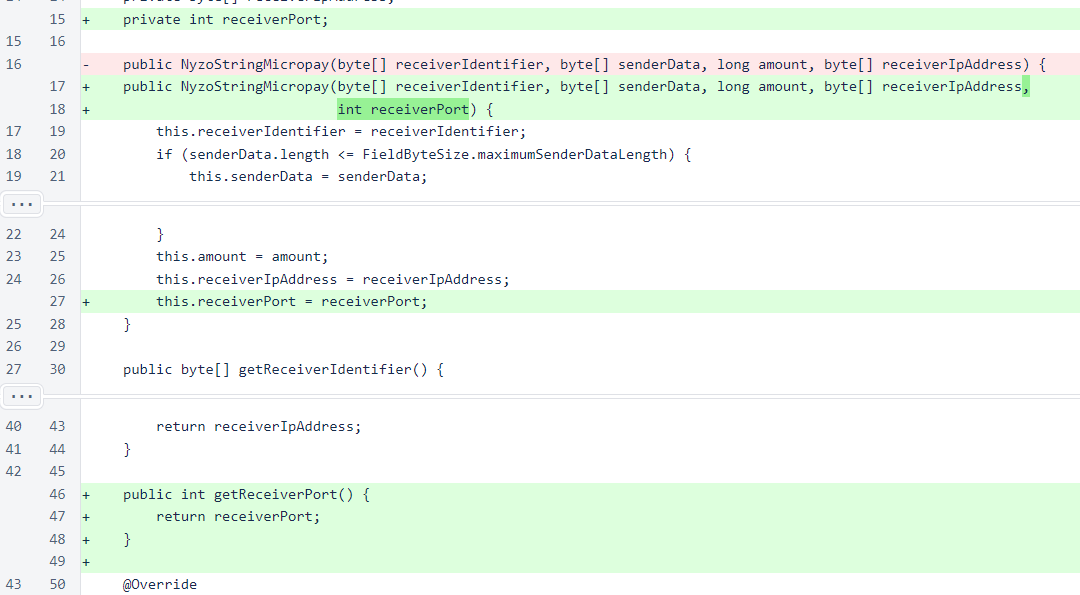 15 + private int receiverPort;
15 16
16 - public NyzoStringMicropay(byte[] receiverIdentifier, byte[] senderData, long amount, byte[] receiverIpAddress) {
17 + public NyzoStringMicropay(byte[] receiverIdentifier, byte[] senderData, long amount, byte[] receiverIpAddress,
18 + int receiverPort) {
17 19 this.receiverIdentifier = receiverIdentifier;
18 20 if (senderData.length <= FieldByteSize.maximumSenderDataLength) {
19 21 this.senderData = senderData;
...
22 24 }
23 25 this.amount = amount;
24 26 this.receiverIpAddress = receiverIpAddress;
27 + this.receiverPort = receiverPort;
25 28 }
26 29
27 30 public byte[] getReceiverIdentifier() {
...
40 43 return receiverIpAddress;
41 44 }
42 45
46 + public int getReceiverPort() {
47 + return receiverPort;
48 + }
49 +
43 50 @Override